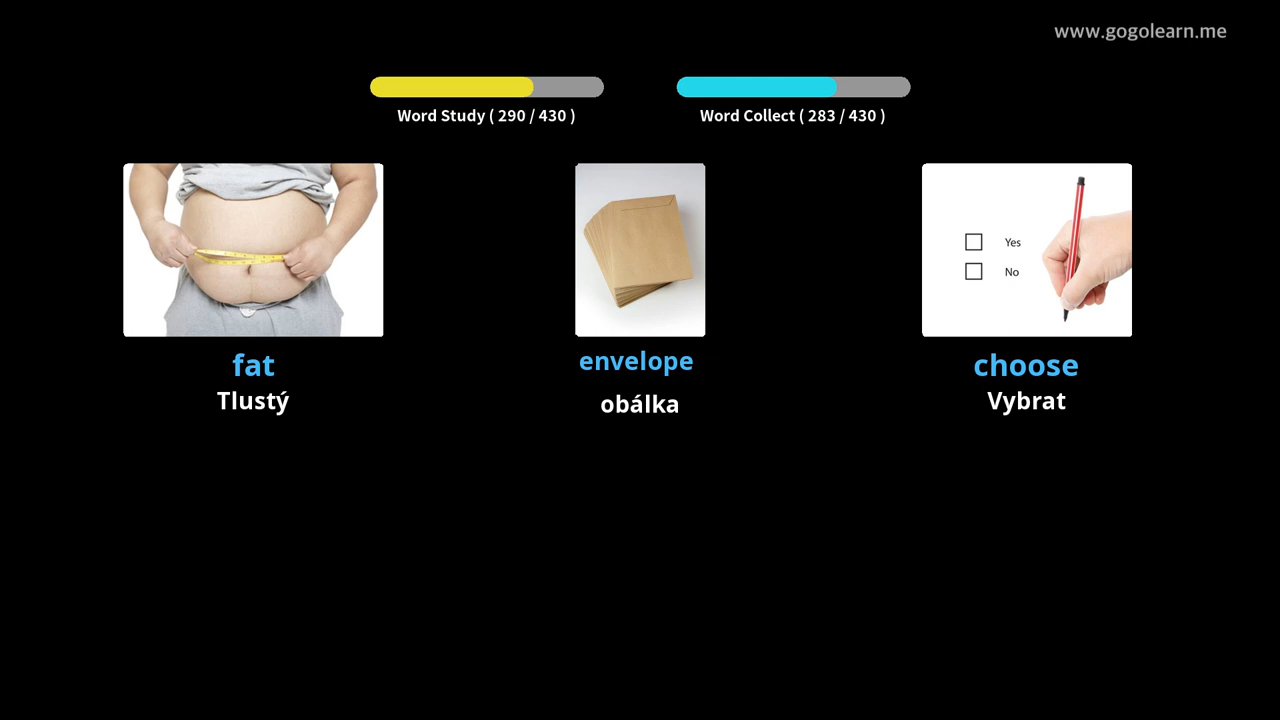 www.gogolearn.me
Word Study ( 290 / 430 )
Word Collect ( 283 / 430 )
Yes
No
fat
envelope
choose
Tlustý
obálka
Vybrat